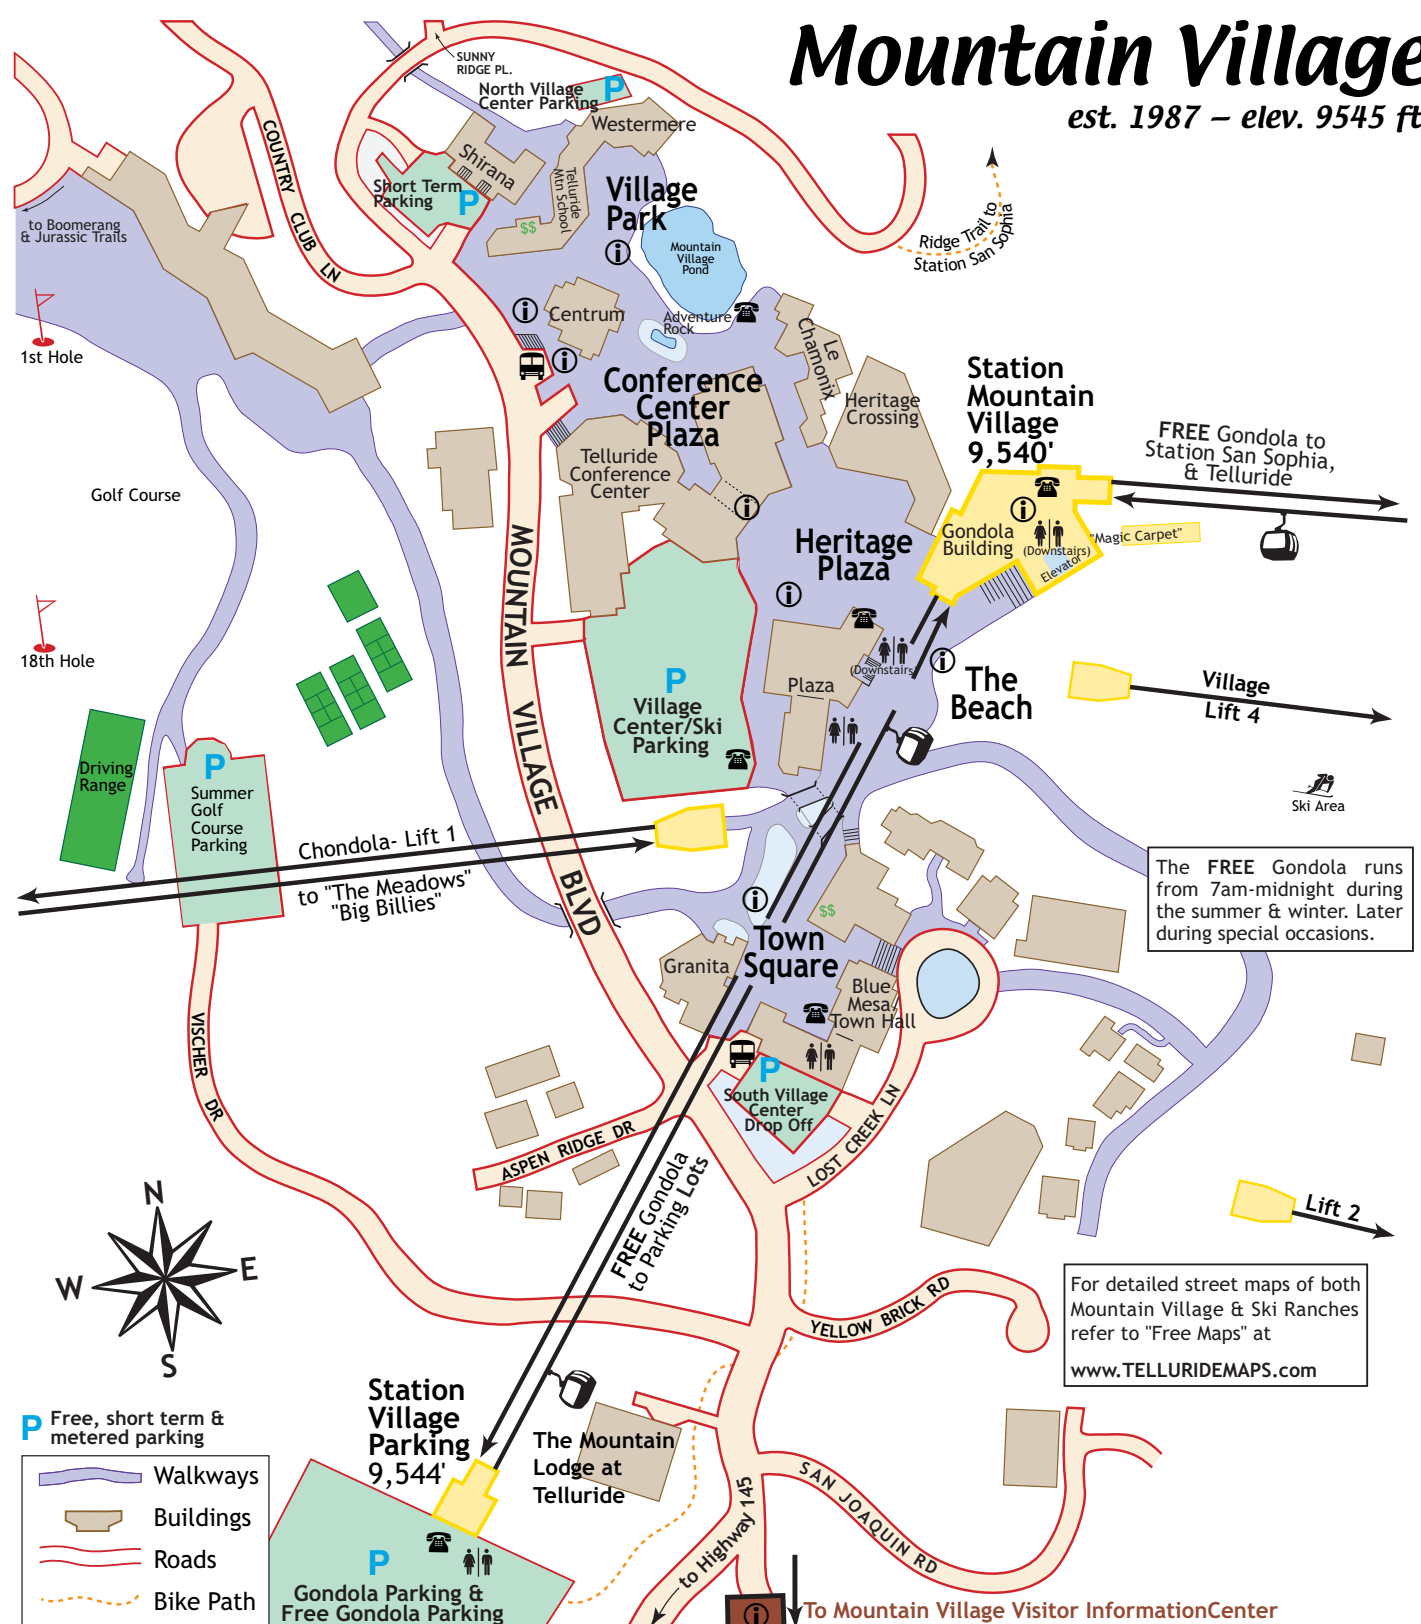 Mountain Village
est. 1987 – elev. 9545 ft
SUNNY
RIDGE PL.
North Village
Center Parking
P
Westermere
Shirana
Short Term
Parking
P
Telluride
Mtn School
$$
Village
Park
Mountain
Village
Pond
Ridge Trail to
Station San Sophia
COUNTRY CLUB LN
to Boomerang
& Jurassic Trails
1st Hole
Centrum
Adventure
Rock
Le
Chamonix
Conference
Center
Plaza
Heritage
Crossing
Station
Mountain
Village
9,540'
FREE Gondola to
Station San Sophia,
& Telluride
Telluride
Conference
Center
Golf Course
Gondola
Building
(Downstairs)
Elevator
"Magic Carpet"
Heritage
Plaza
MOUNTAIN VILLAGE BLVD
18th Hole
(Downstairs)
Plaza
The
Beach
Village
Lift 4
P
Village
Center/Ski
Parking
Driving
Range
P
Summer
Golf
Course
Parking
Ski Area
Chondola- Lift 1
to "The Meadows"
"Big Billies"
The FREE Gondola runs
from 7am-midnight during
the summer & winter. Later
during special occasions.
$$
Town
Square
Granita
Blue
Mesa/
Town Hall
VISCHER DR
P
South Village
Center
Drop Off
ASPEN RIDGE DR
LOST CREEK LN
FREE Gondola
to Parking Lots
N
W
E
S
Lift 2
YELLOW BRICK RD
For detailed street maps of both
Mountain Village & Ski Ranches
refer to "Free Maps" at
www.TELLURIDEMAPS.com
Station
Village
Parking
9,544'
The Mountain
Lodge at
Telluride
P Free, short term &
metered parking
Walkways
Buildings
Roads
Bike Path
P
Gondola Parking &
Free Gondola Parking
to Highway 145
SAN JOAQUIN RD
To Mountain Village Visitor InformationCenter